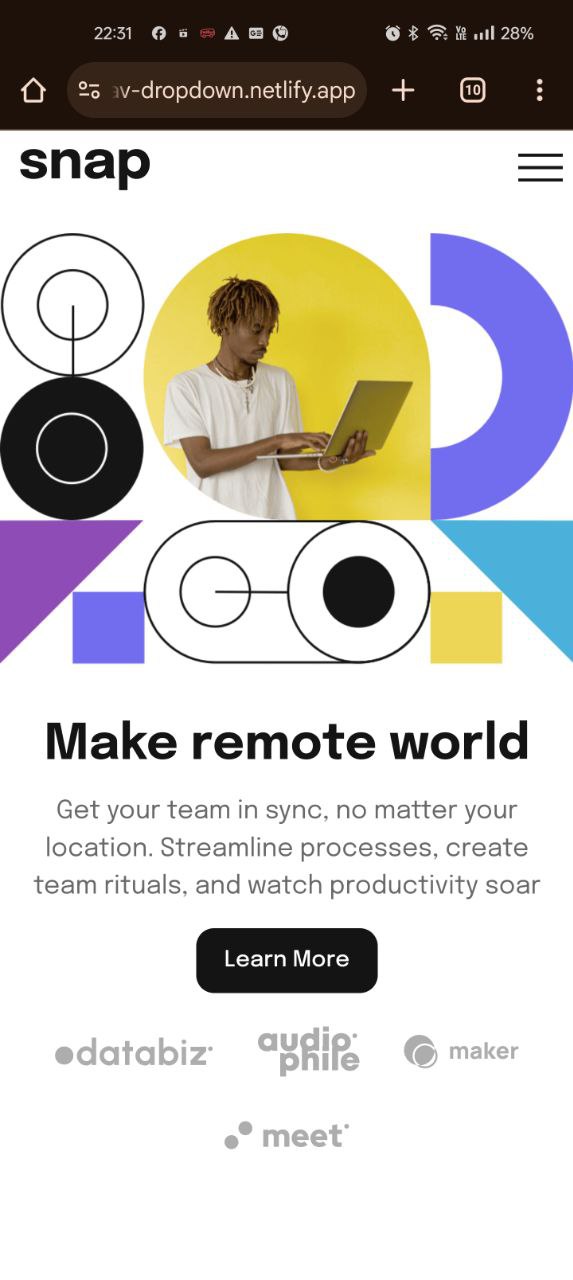 22:31
28%
av-dropdown.netlify.app
10
snap
Make remote world
Get your team in sync, no matter your
location. Streamline processes, create
team rituals, and watch productivity soar
Learn More
databiz
audio
phile
maker
meet